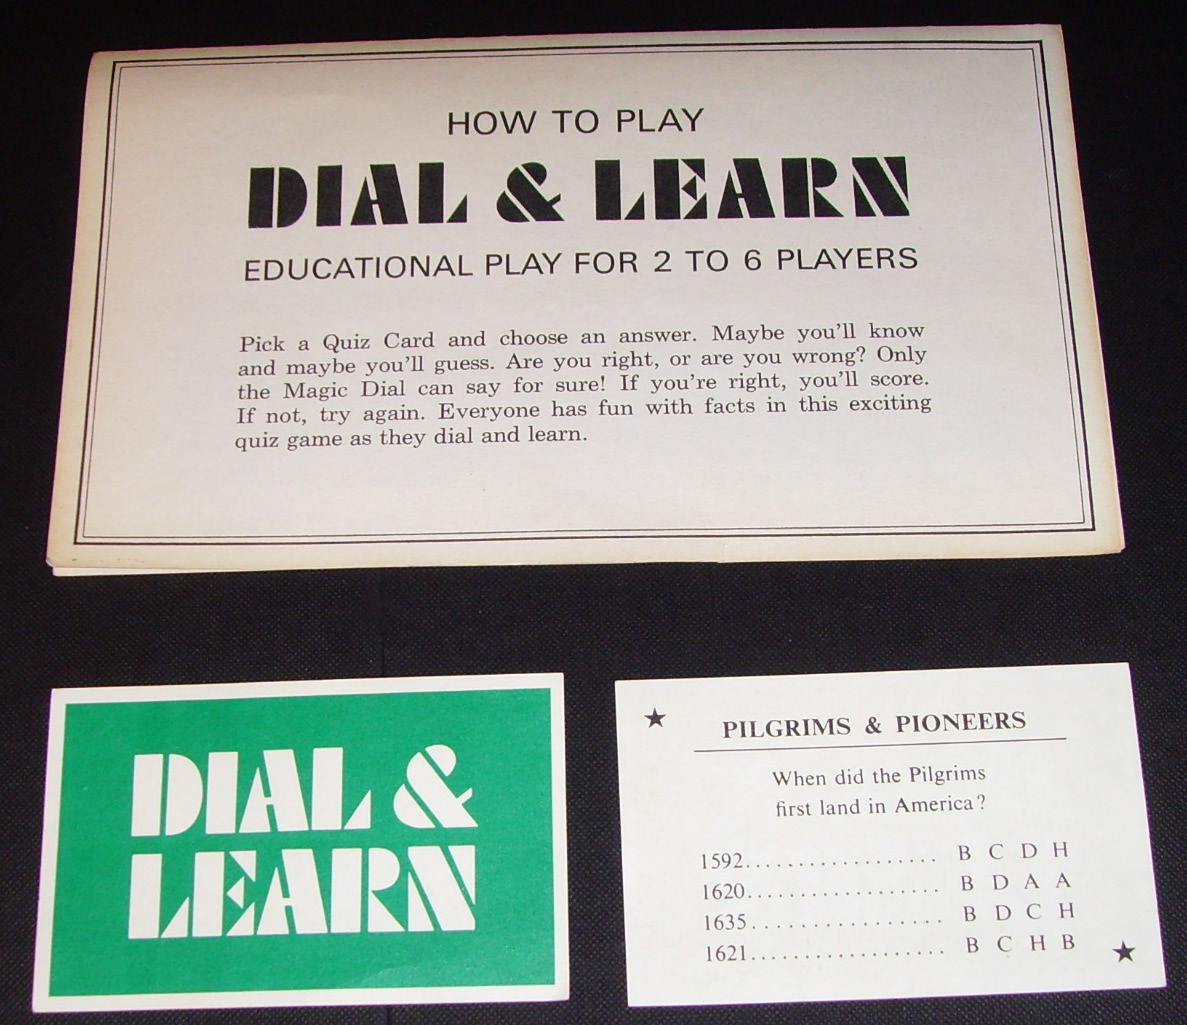 HOW TO PLAY
DIAL & LEARN
EDUCATIONAL PLAY FOR 2 TO 6 PLAYERS
Pick a Quiz Card and choose an answer. Maybe you'll know
and maybe you'll guess. Are you right, or are you wrong? Only
the Magic Dial can say for sure! If you're right, you'll score.
If not, try again. Everyone has fun with facts in this exciting
quiz game as they dial and learn.
DIAL &
LEARN
PILGRIMS & PIONEERS
When did the Pilgrims
first land in America?
1592.................. B C D H
1620.................. B D A A
1635.................. B D C H
1621.................. B C H B